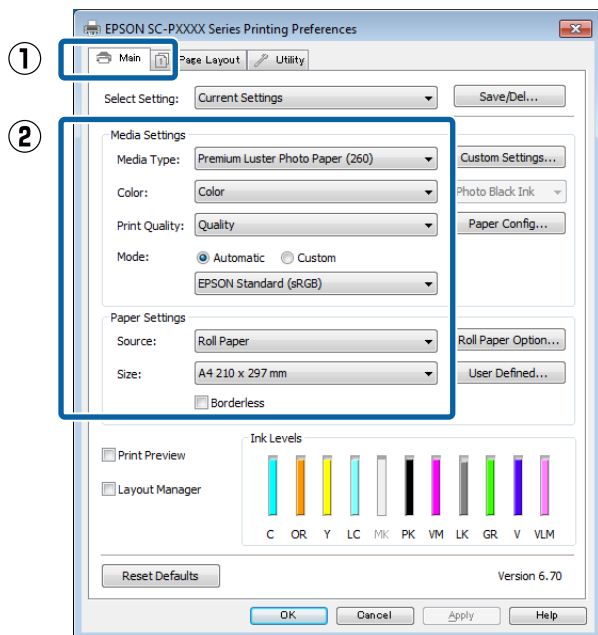 EPSON SC-PXXXX Series Printing Preferences
1
Main
1
Page Layout
Utility
Select Setting:
Current Settings
Save/Del...
2
Media Settings
Media Type:
Premium Luster Photo Paper (260)
Custom Settings...
Color:
Color
Photo Black Ink
Print Quality:
Quality
Paper Config...
Mode:
Automatic
Custom
EPSON Standard (sRGB)
Paper Settings
Source:
Roll Paper
Roll Paper Option...
Size:
A4 210 x 297 mm
User Defined...
Borderless
Print Preview
Layout Manager
Ink Levels
C OR Y LC MK PK VM LK GR V VLM
Reset Defaults
Version 6.70
OK
Cancel
Apply
Help